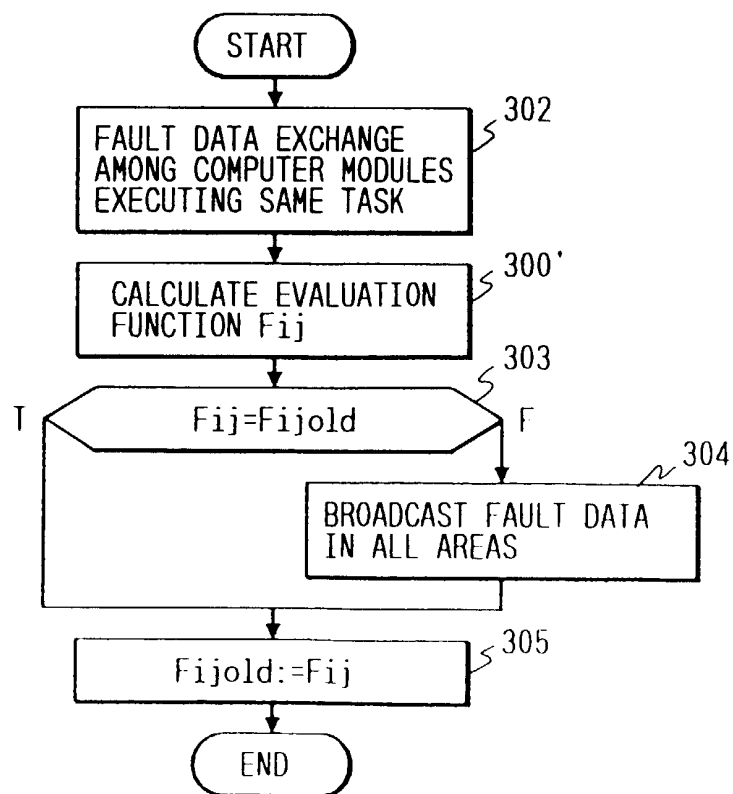 START
302
FAULT DATA EXCHANGE
AMONG COMPUTER MODULES
EXECUTING SAME TASK
300'
CALCULATE EVALUATION
FUNCTION Fij
303
T
Fij=Fijold
F
304
BROADCAST FAULT DATA
IN ALL AREAS
305
Fijold:=Fij
END